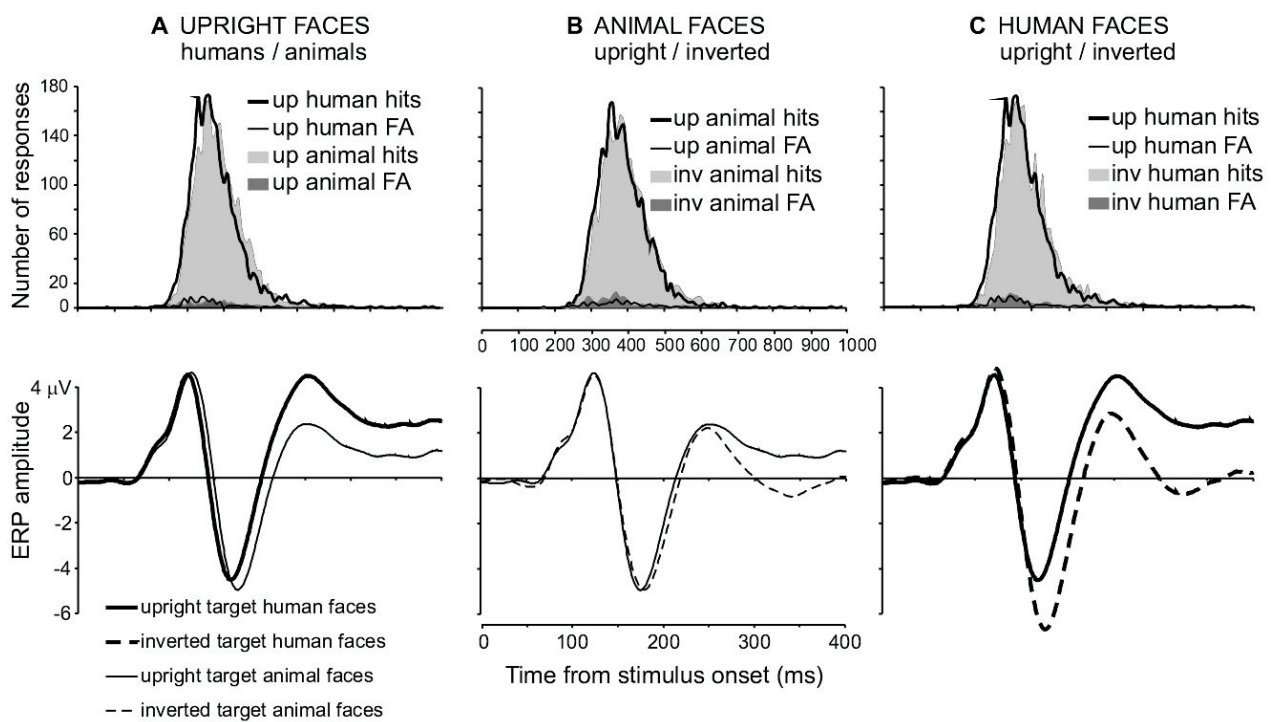 A UPRIGHT FACES
humans / animals
B ANIMAL FACES
upright / inverted
C HUMAN FACES
upright / inverted
Number of responses
180
140
100
60
20
0
up human hits
up human FA
up animal hits
up animal FA
up animal hits
up animal FA
inv animal hits
inv animal FA
up human hits
up human FA
inv human hits
inv human FA
0 100 200 300 400 500 600 700 800 900 1000
ERP amplitude
4 μV
2
0
-2
-4
-6
upright target human faces
inverted target human faces
upright target animal faces
inverted target animal faces
0 100 200 300 400
Time from stimulus onset (ms)